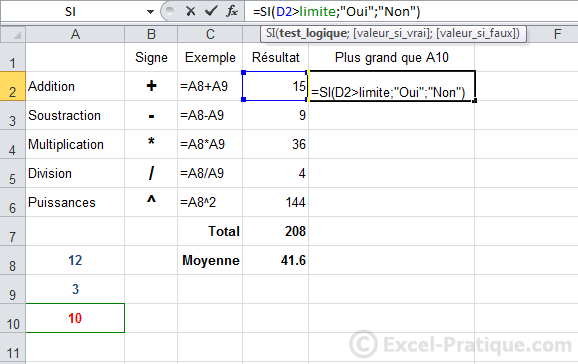 SI =SI(D2>limite;"Oui";"Non")
SI(test_logique; [valeur_si_vrai]; [valeur_si_faux])
A B C D E F
1 Signe Exemple Résultat Plus grand que A10
2 Addition + =A8+A9 15 =SI(D2>limite;"Oui";"Non")
3 Soustraction - =A8-A9 9
4 Multiplication * =A8*A9 36
5 Division / =A8/A9 4
6 Puissances ^ =A8^2 144
7 Total 208
8 12 Moyenne 41.6
9 3
10 10
11
© Excel-Pratique.com